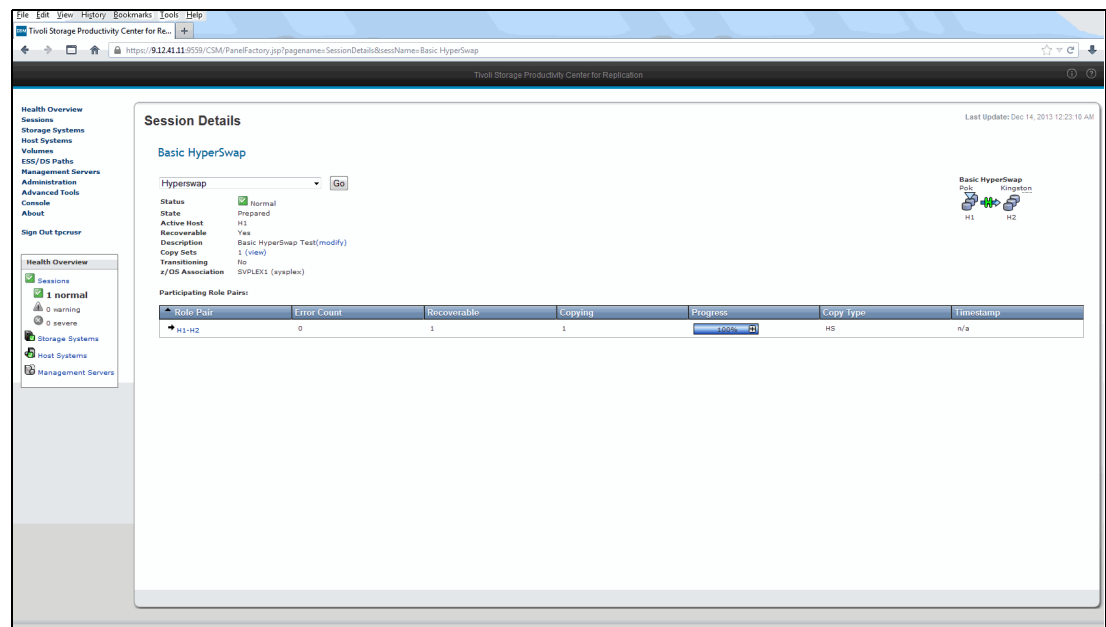 File Edit View History Bookmarks Tools Help
Tivoli Storage Productivity Center for Re... +
https://9.12.41.11:9559/CSM/PanelFactory.jsp?pagename=SessionDetails&sessName=Basic HyperSwap
Tivoli Storage Productivity Center for Replication
Health Overview
Sessions
Storage Systems
Host Systems
Volumes
ESS/DS Paths
Management Servers
Administration
Advanced Tools
Console
About
Sign Out tpcrusr
Health Overview
Sessions
1 normal
0 warning
0 severe
Storage Systems
Host Systems
Management Servers
Session Details
Last Update: Dec 14, 2013 12:23:10 AM
Basic HyperSwap
Hyperswap Go
Status Normal
State Prepared
Active Host H1
Recoverable Yes
Description Basic HyperSwap Test(modify)
Copy Sets 1 (view)
Transitioning No
z/OS Association SVPLEX1 (sysplex)
Basic HyperSwap
Pok Kingston
H1 H2
Participating Role Pairs:
Role Pair Error Count Recoverable Copying Progress Copy Type Timestamp
H1-H2 0 1 1 100% HS n/a